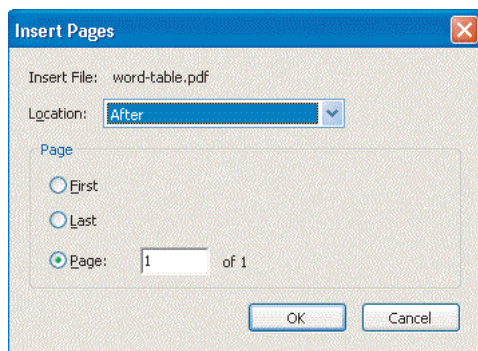 Insert Pages
Insert File: word-table.pdf
Location: After
Page
First
Last
Page: 1 of 1
OK Cancel